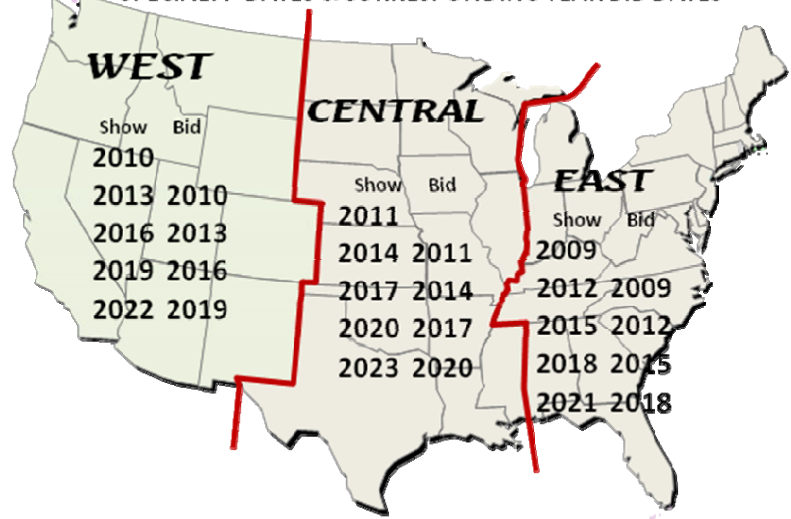 WEST
Show Bid
2010
2013 2010
2016 2013
2019 2016
2022 2019
CENTRAL
Show Bid
2011
2014 2011
2017 2014
2020 2017
2023 2020
EAST
Show Bid
2009
2012 2009
2015 2012
2018 2015
2021 2018